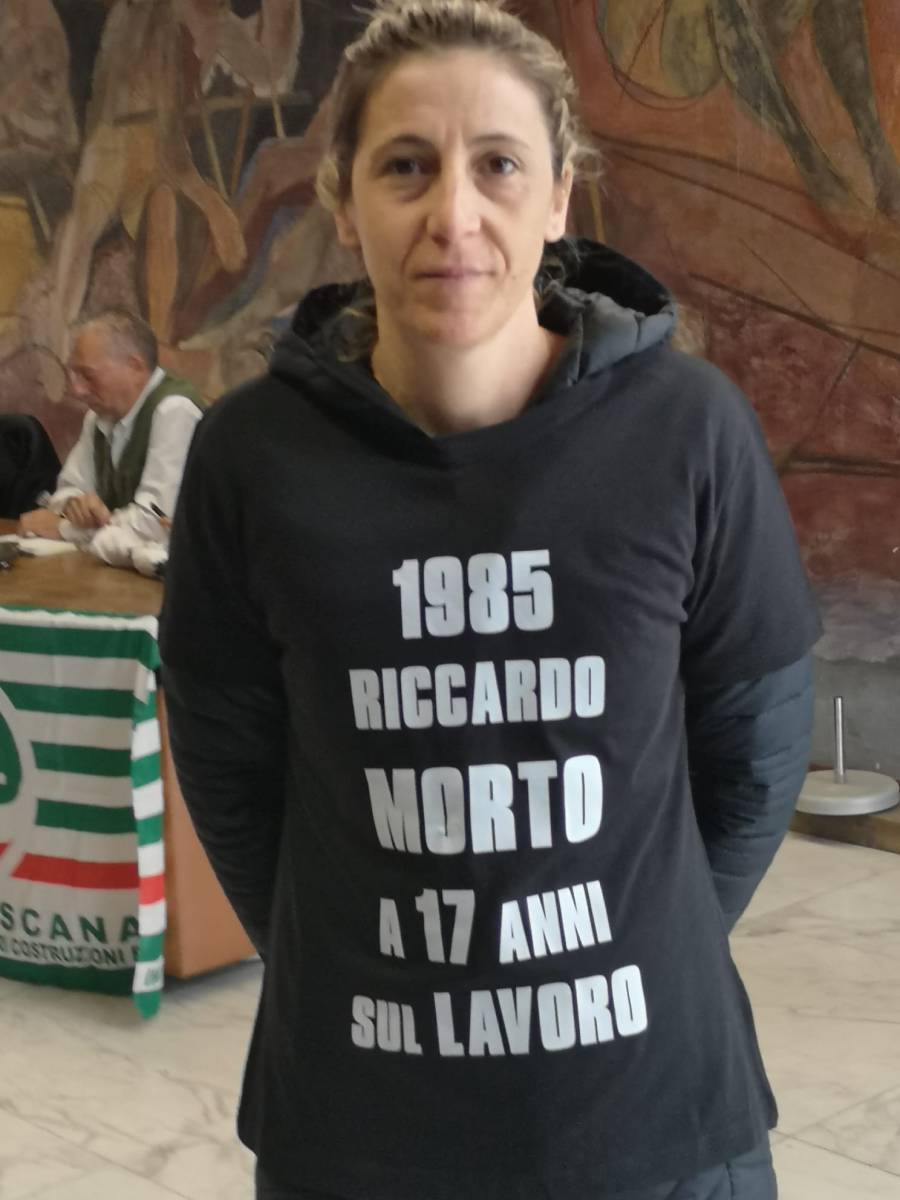 1985
RICCARDO
MORTO
A 17 ANNI
SUL LAVORO
SCANA
COSTRUZIONI